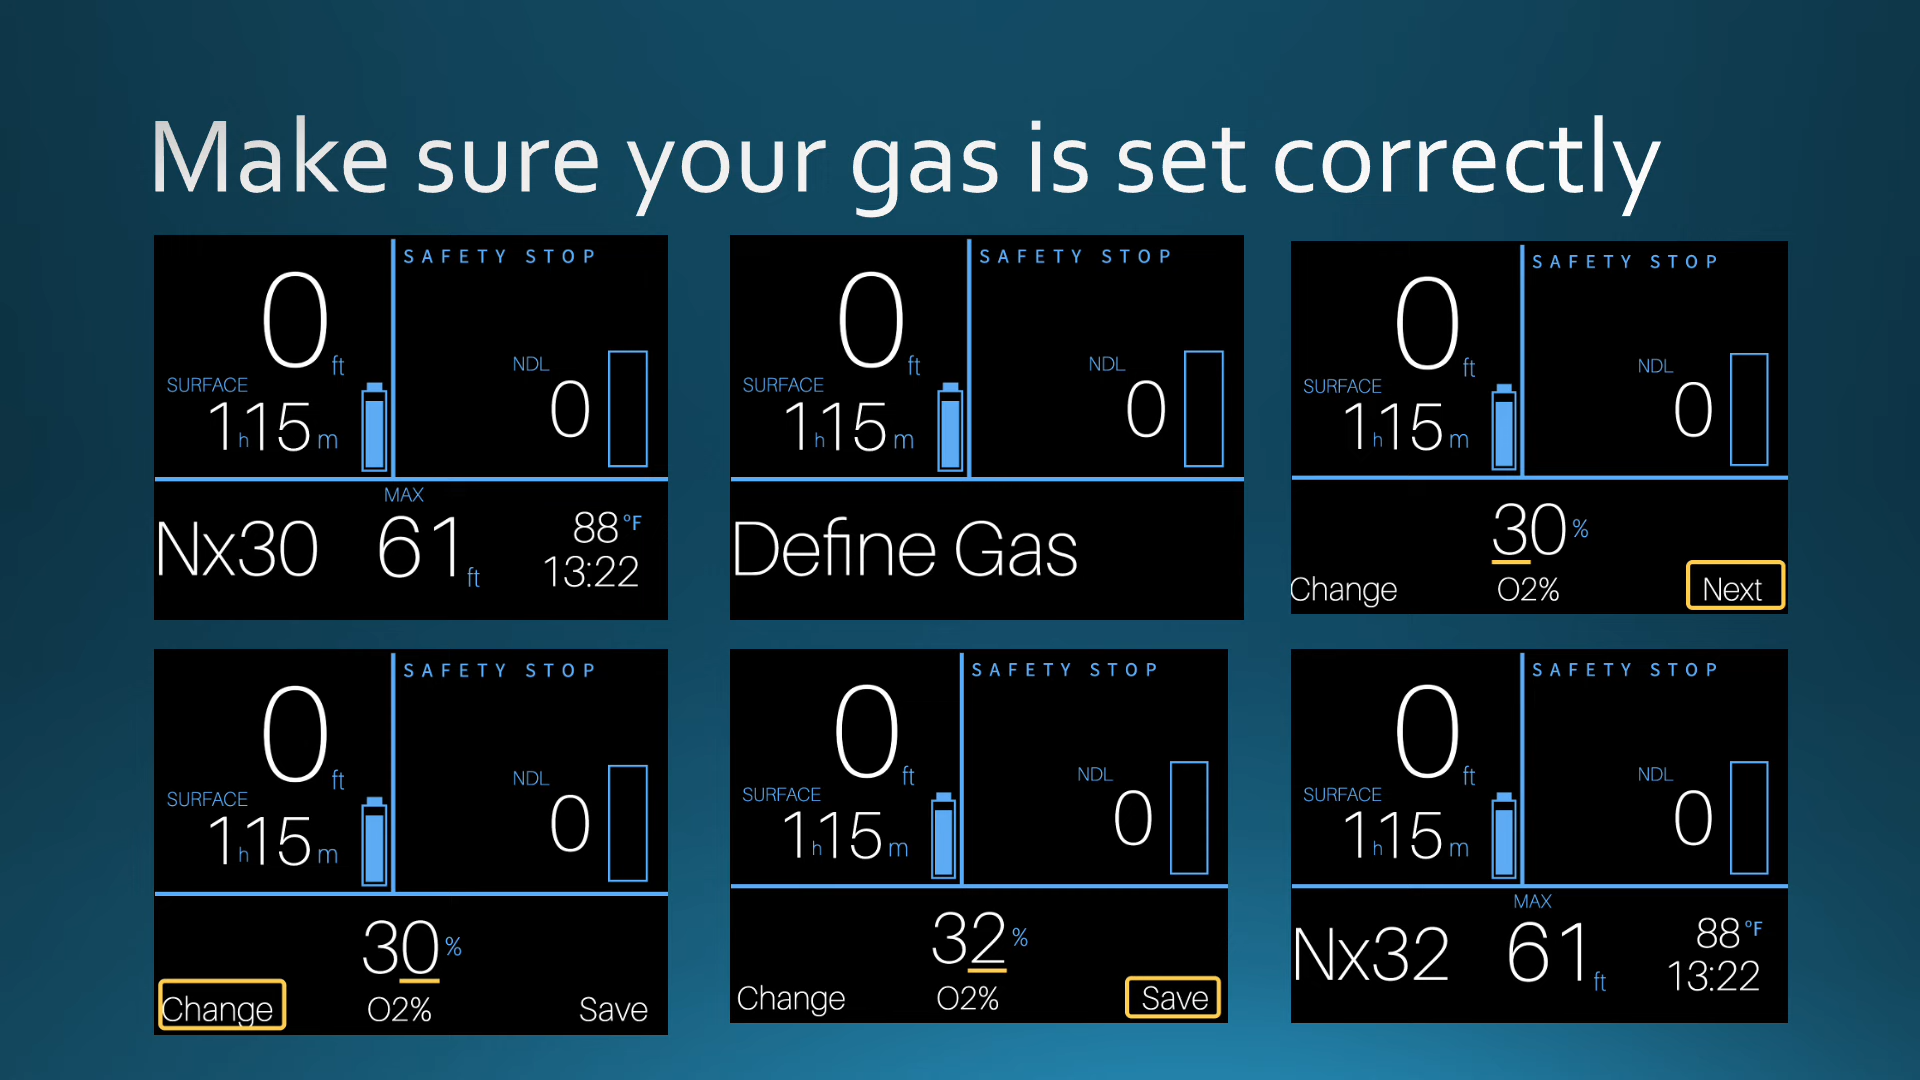 Make sure your gas is set correctly
SAFETY STOP
0 ft
NDL
SURFACE
0
1h15m
MAX
Nx30 61ft 88°F
13:22
SAFETY STOP
0 ft
NDL
SURFACE
0
1h15m
Define Gas
SAFETY STOP
0 ft
NDL
SURFACE
0
1h15m
30%
Change O2% Next
SAFETY STOP
0 ft
NDL
SURFACE
0
1h15m
30%
Change O2% Save
SAFETY STOP
0 ft
NDL
SURFACE
0
1h15m
32%
Change O2% Save
SAFETY STOP
0 ft
NDL
SURFACE
0
1h15m
MAX
Nx32 61ft 88°F
13:22